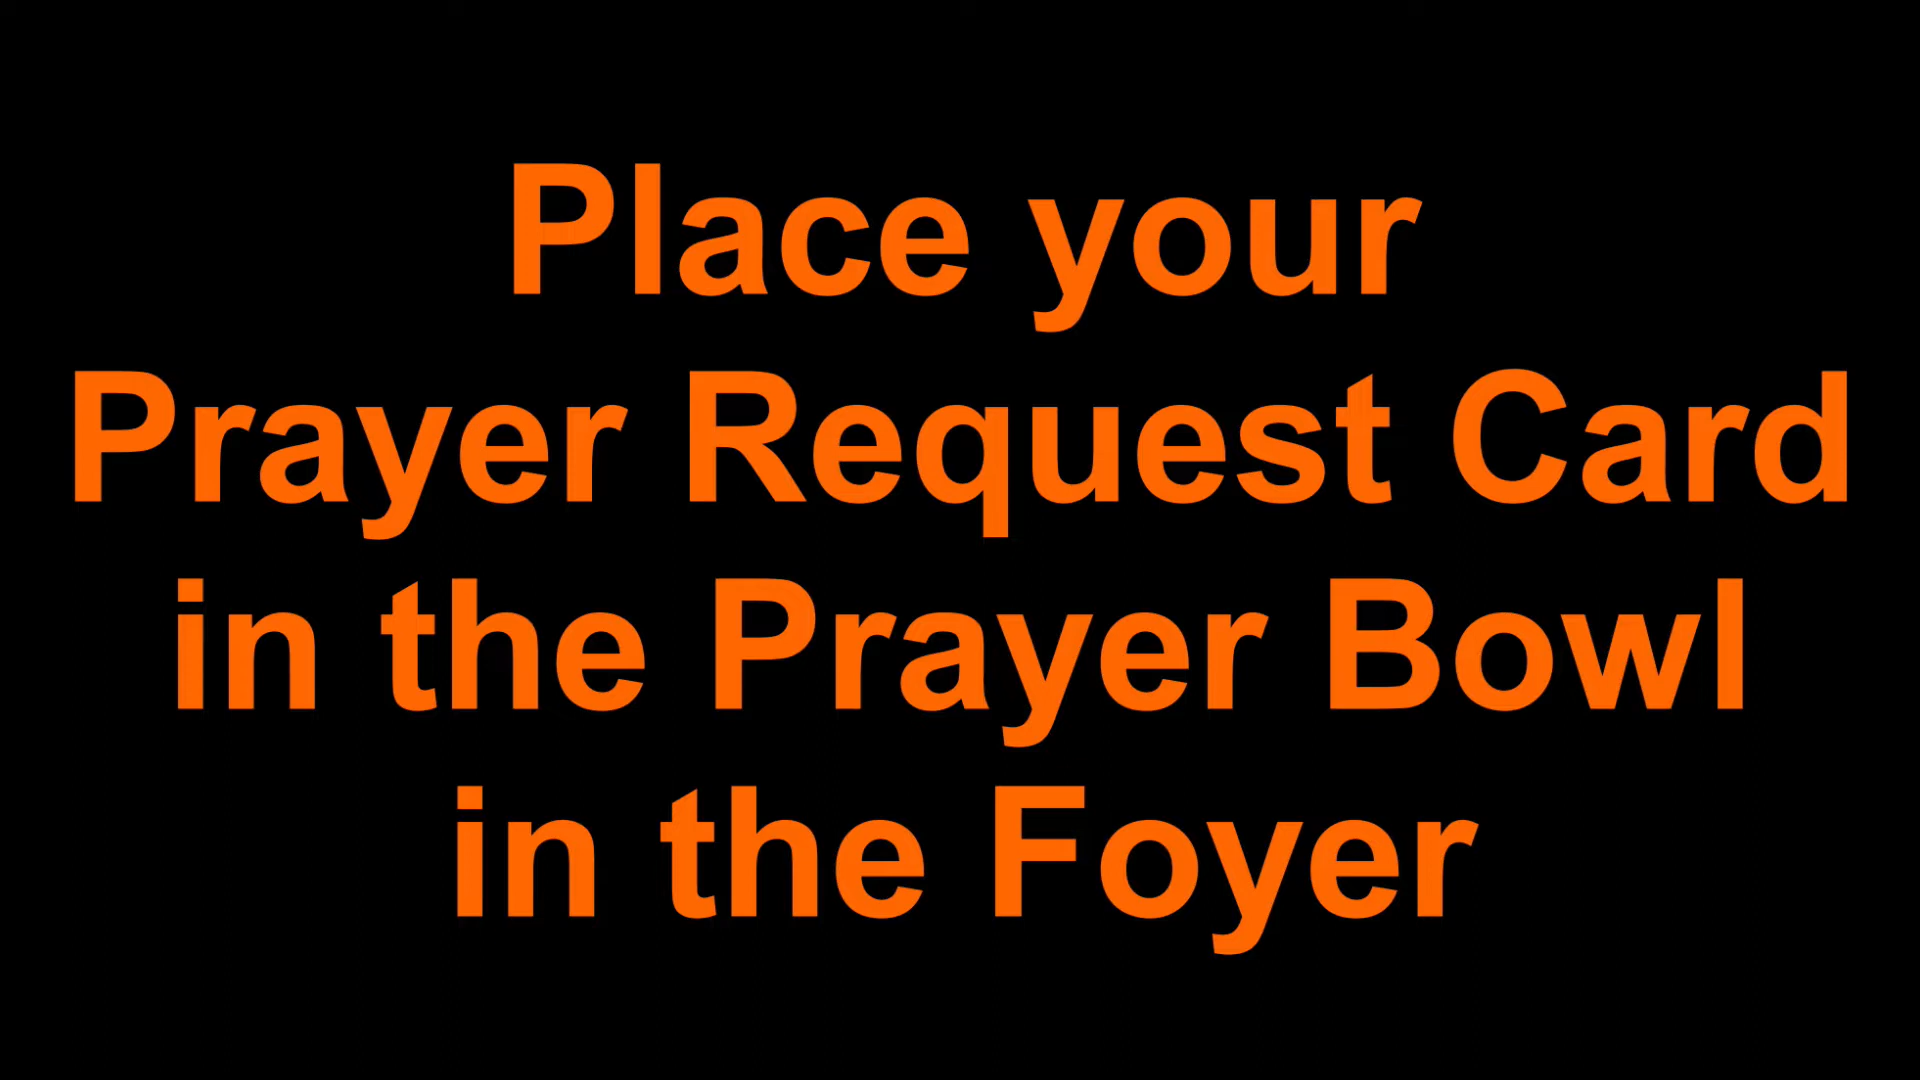 Place your
Prayer Request Card
in the Prayer Bowl
in the Foyer